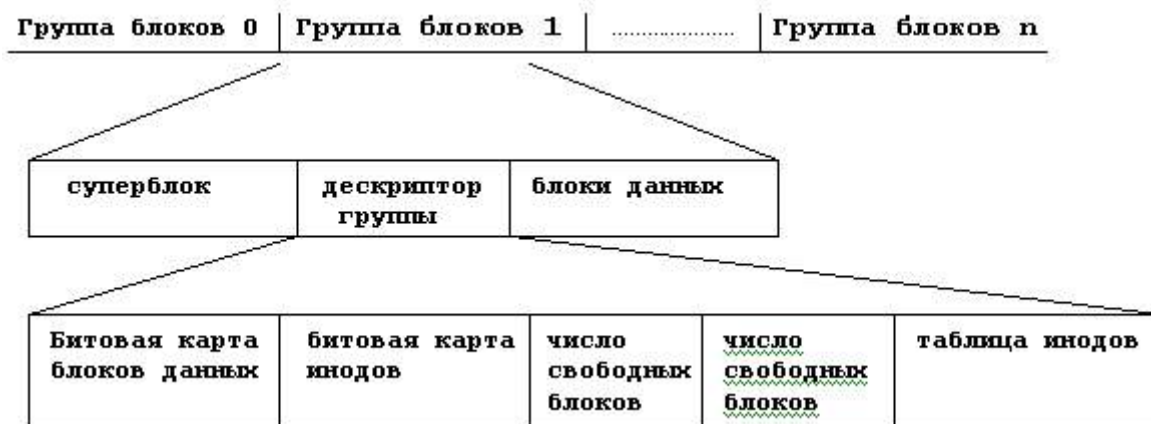 Группа блоков 0 Группа блоков 1 ..................... Группа блоков n
суперблок дескриптор блоки данных
группы
Битовая карта битовая карта число число таблица инодов
блоков данных инодов свободных свободных
блоков блоков